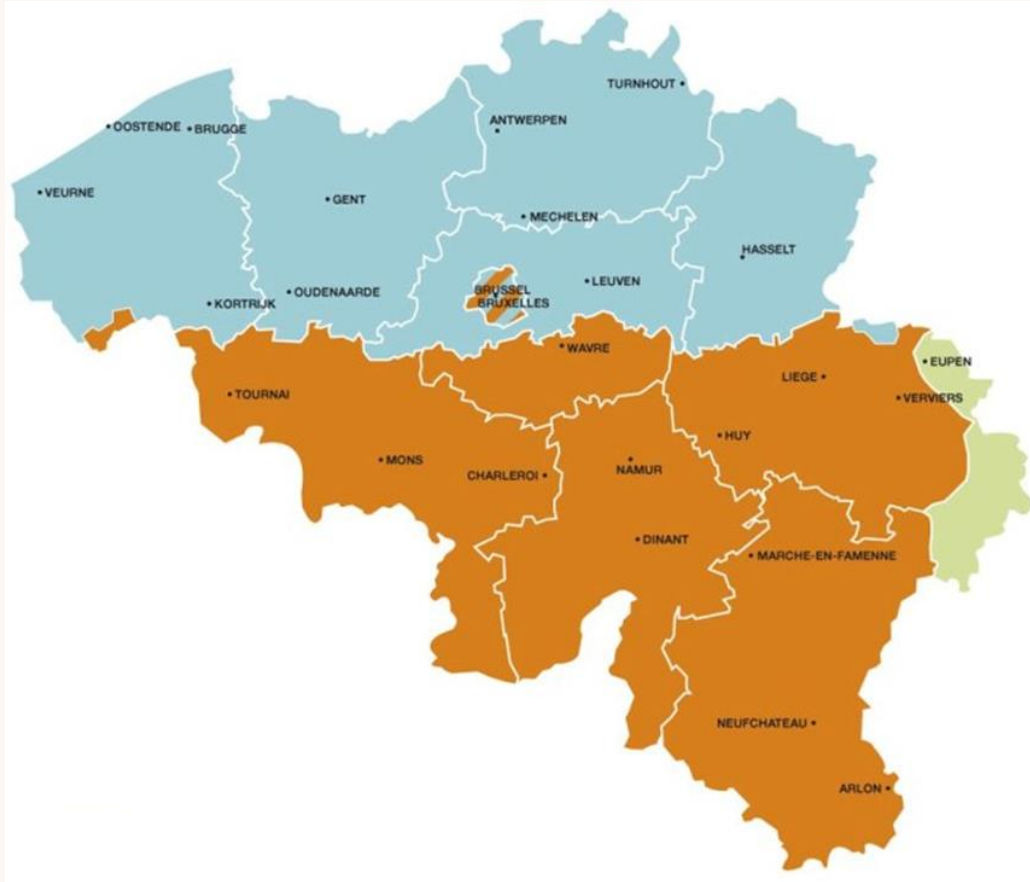 TURNHOUT
ANTWERPEN
OOSTENDE
BRUGGE
VEURNE
GENT
MECHELEN
HASSELT
LEUVEN
BRUSSEL
BRUXELLES
OUDENAARDE
KORTRIJK
WAVRE
EUPEN
LIEGE
VERVIERS
TOURNAI
HUY
MONS
NAMUR
CHARLEROI
DINANT
MARCHE-EN-FAMENNE
NEUFCHATEAU
ARLON